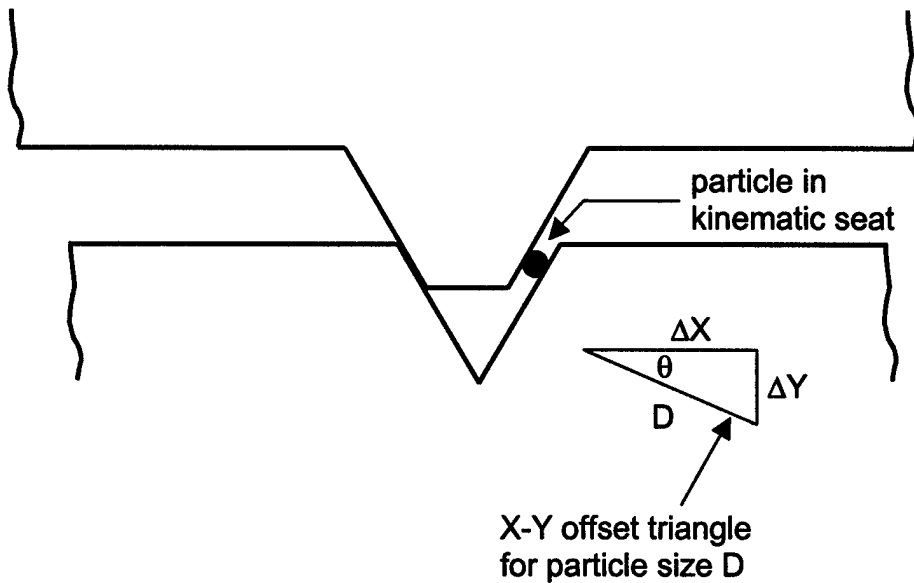 particle in
kinematic seat
ΔX
θ
ΔY
D
X-Y offset triangle
for particle size D